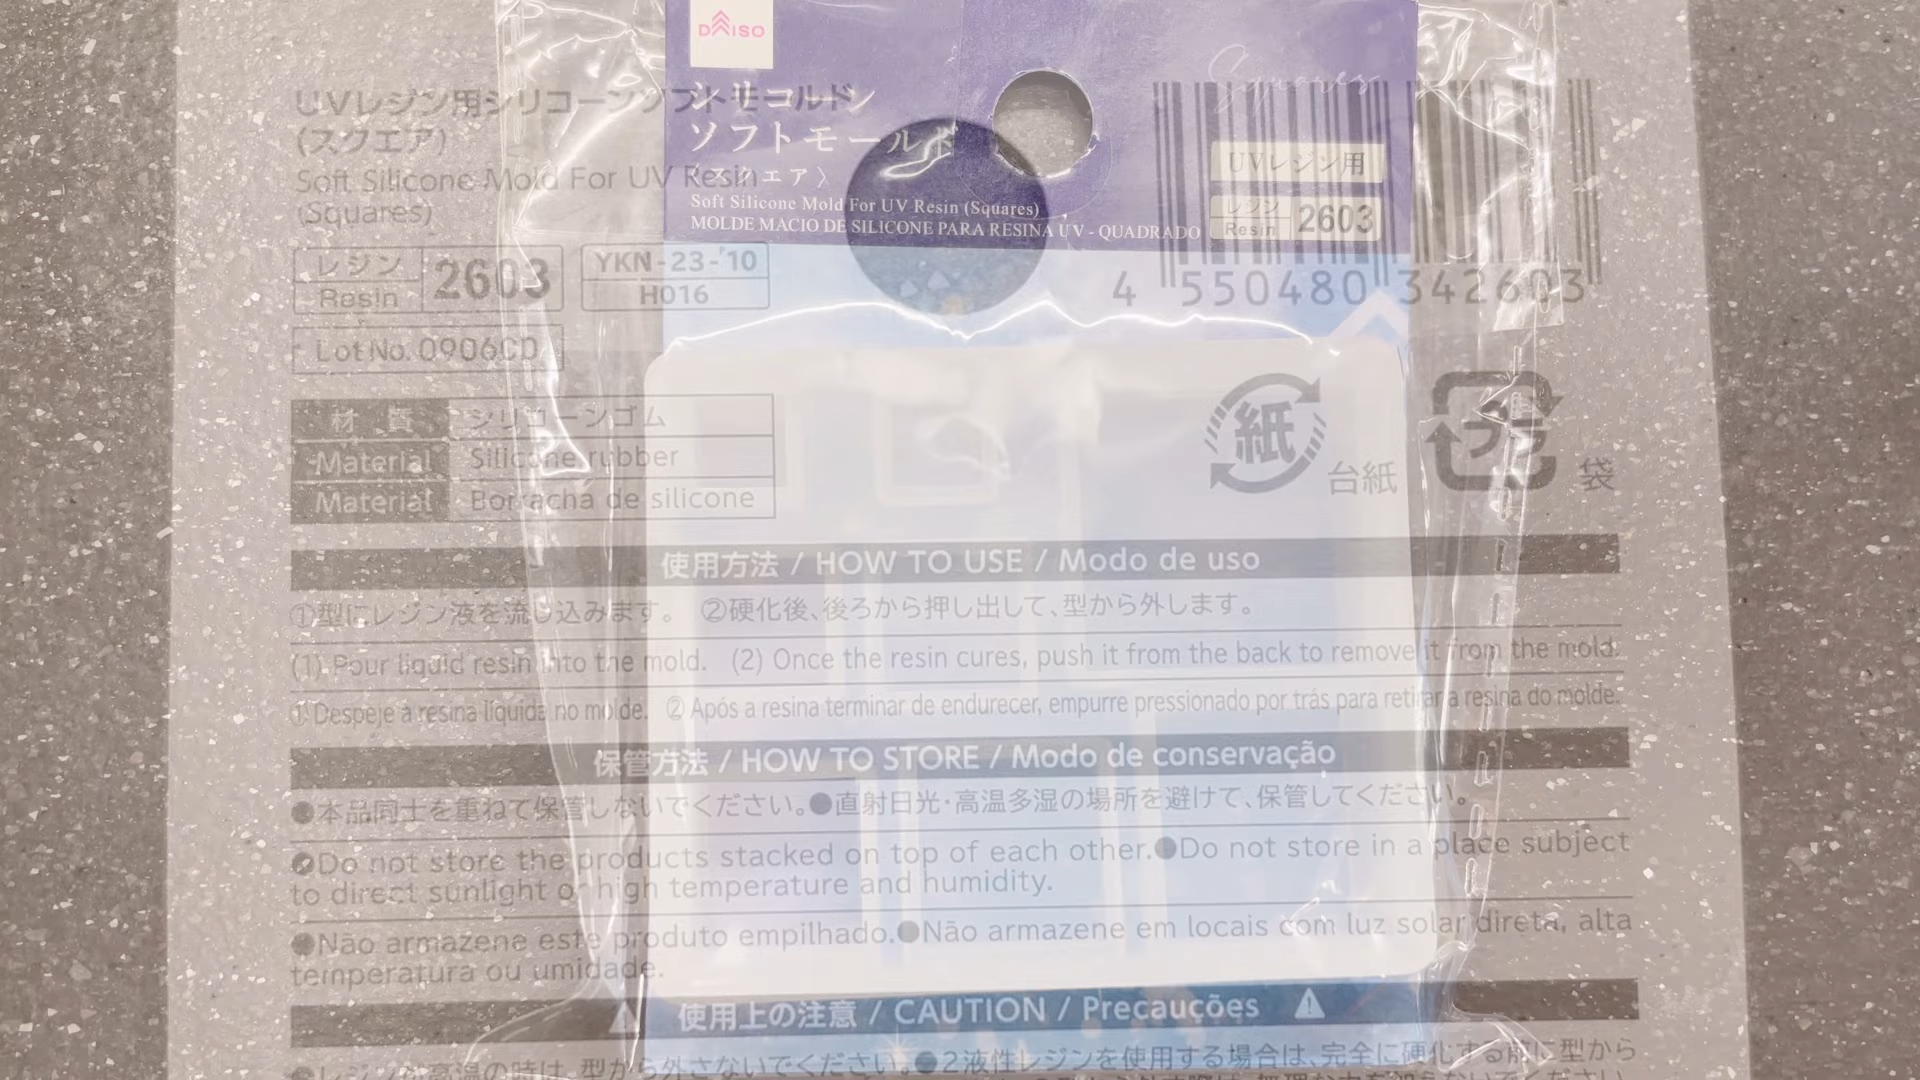 DAISO
シリコーン
ソフトモールド
〈スクエア〉
Soft Silicone Mold For UV Resin (Squares)
MOLDE MACIO DE SILICONE PARA RESINA UV - QUADRADO
Squares
UVレジン用
レジン
Resin
2603
UVレジン用シリコーンソフトモールド
(スクエア)
Soft Silicone Mold For UV Resin
(Squares)
レジン
Resin
2603
YKN-23-'10
H016
Lot No. 0906CD
4 550480 342603
材 質 シリコーンゴム
Material Silicone rubber
Material Borracha de silicone
紙
台紙
プラ
袋
使用方法 / HOW TO USE / Modo de uso
①型にレジン液を流し込みます。 ②硬化後、後ろから押し出して、型から外します。
(1) Pour liquid resin into the mold. (2) Once the resin cures, push it from the back to remove it from the mold.
① Despeje a resina líquida no molde. ② Após a resina terminar de endurecer, empurre pressionado por trás para retirar a resina do molde.
保管方法 / HOW TO STORE / Modo de conservação
●本品同士を重ねて保管しないでください。●直射日光・高温多湿の場所を避けて、保管してください。
●Do not store the products stacked on top of each other.●Do not store in a place subject
to direct sunlight or high temperature and humidity.
●Não armazene este produto empilhado.●Não armazene em locais com luz solar direta, alta
temperatura ou umidade.
使用上の注意 / CAUTION / Precauções
●レジンが高温の時は、型から外さないでください。●2液性レジンを使用する場合は、完全に硬化する前に型から